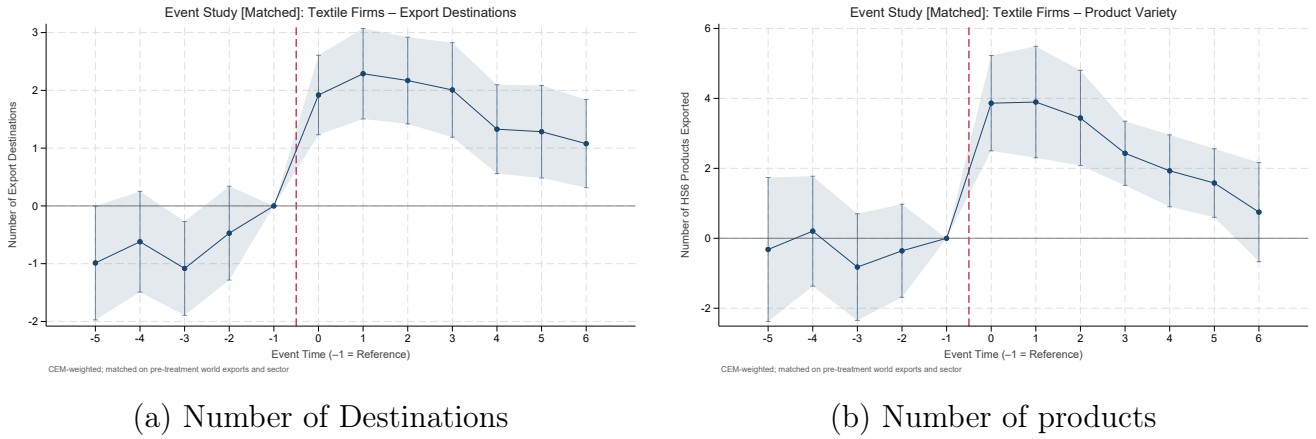 Event Study [Matched]: Textile Firms – Export Destinations
Number of Export Destinations
3
2
1
0
-1
-2
-5 -4 -3 -2 -1 0 1 2 3 4 5 6
Event Time (–1 = Reference)
CEM-weighted; matched on pre-treatment world exports and sector
(a) Number of Destinations
Event Study [Matched]: Textile Firms – Product Variety
Number of HS6 Products Exported
6
4
2
0
-2
-5 -4 -3 -2 -1 0 1 2 3 4 5 6
Event Time (–1 = Reference)
CEM-weighted; matched on pre-treatment world exports and sector
(b) Number of products